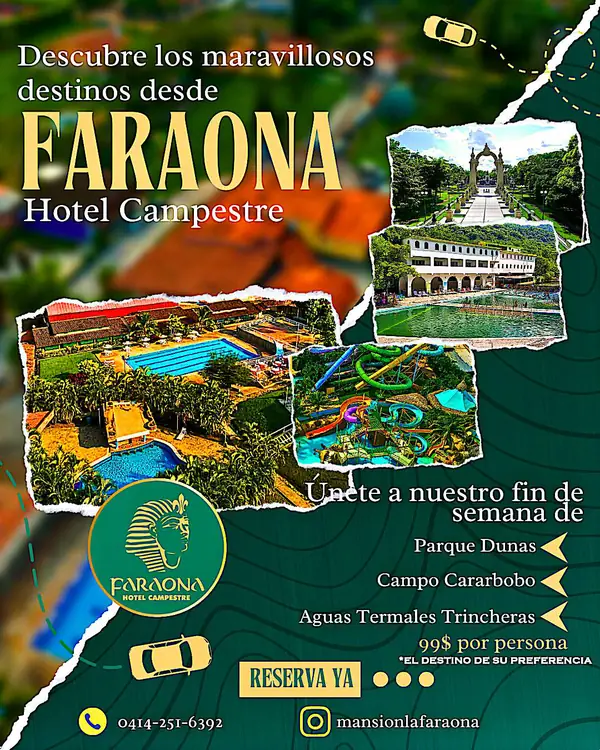 Descubre los maravillosos
destinos desde
FARAONA
Hotel Campestre
Únete a nuestro fin de
semana de
Parque Dunas
Campo Cararbobo
Aguas Termales Trincheras
99$ por persona
*EL DESTINO DE SU PREFERENCIA
FARAONA
HOTEL CAMPESTRE
RESERVA YA
0414-251-6392
mansionlafaraona